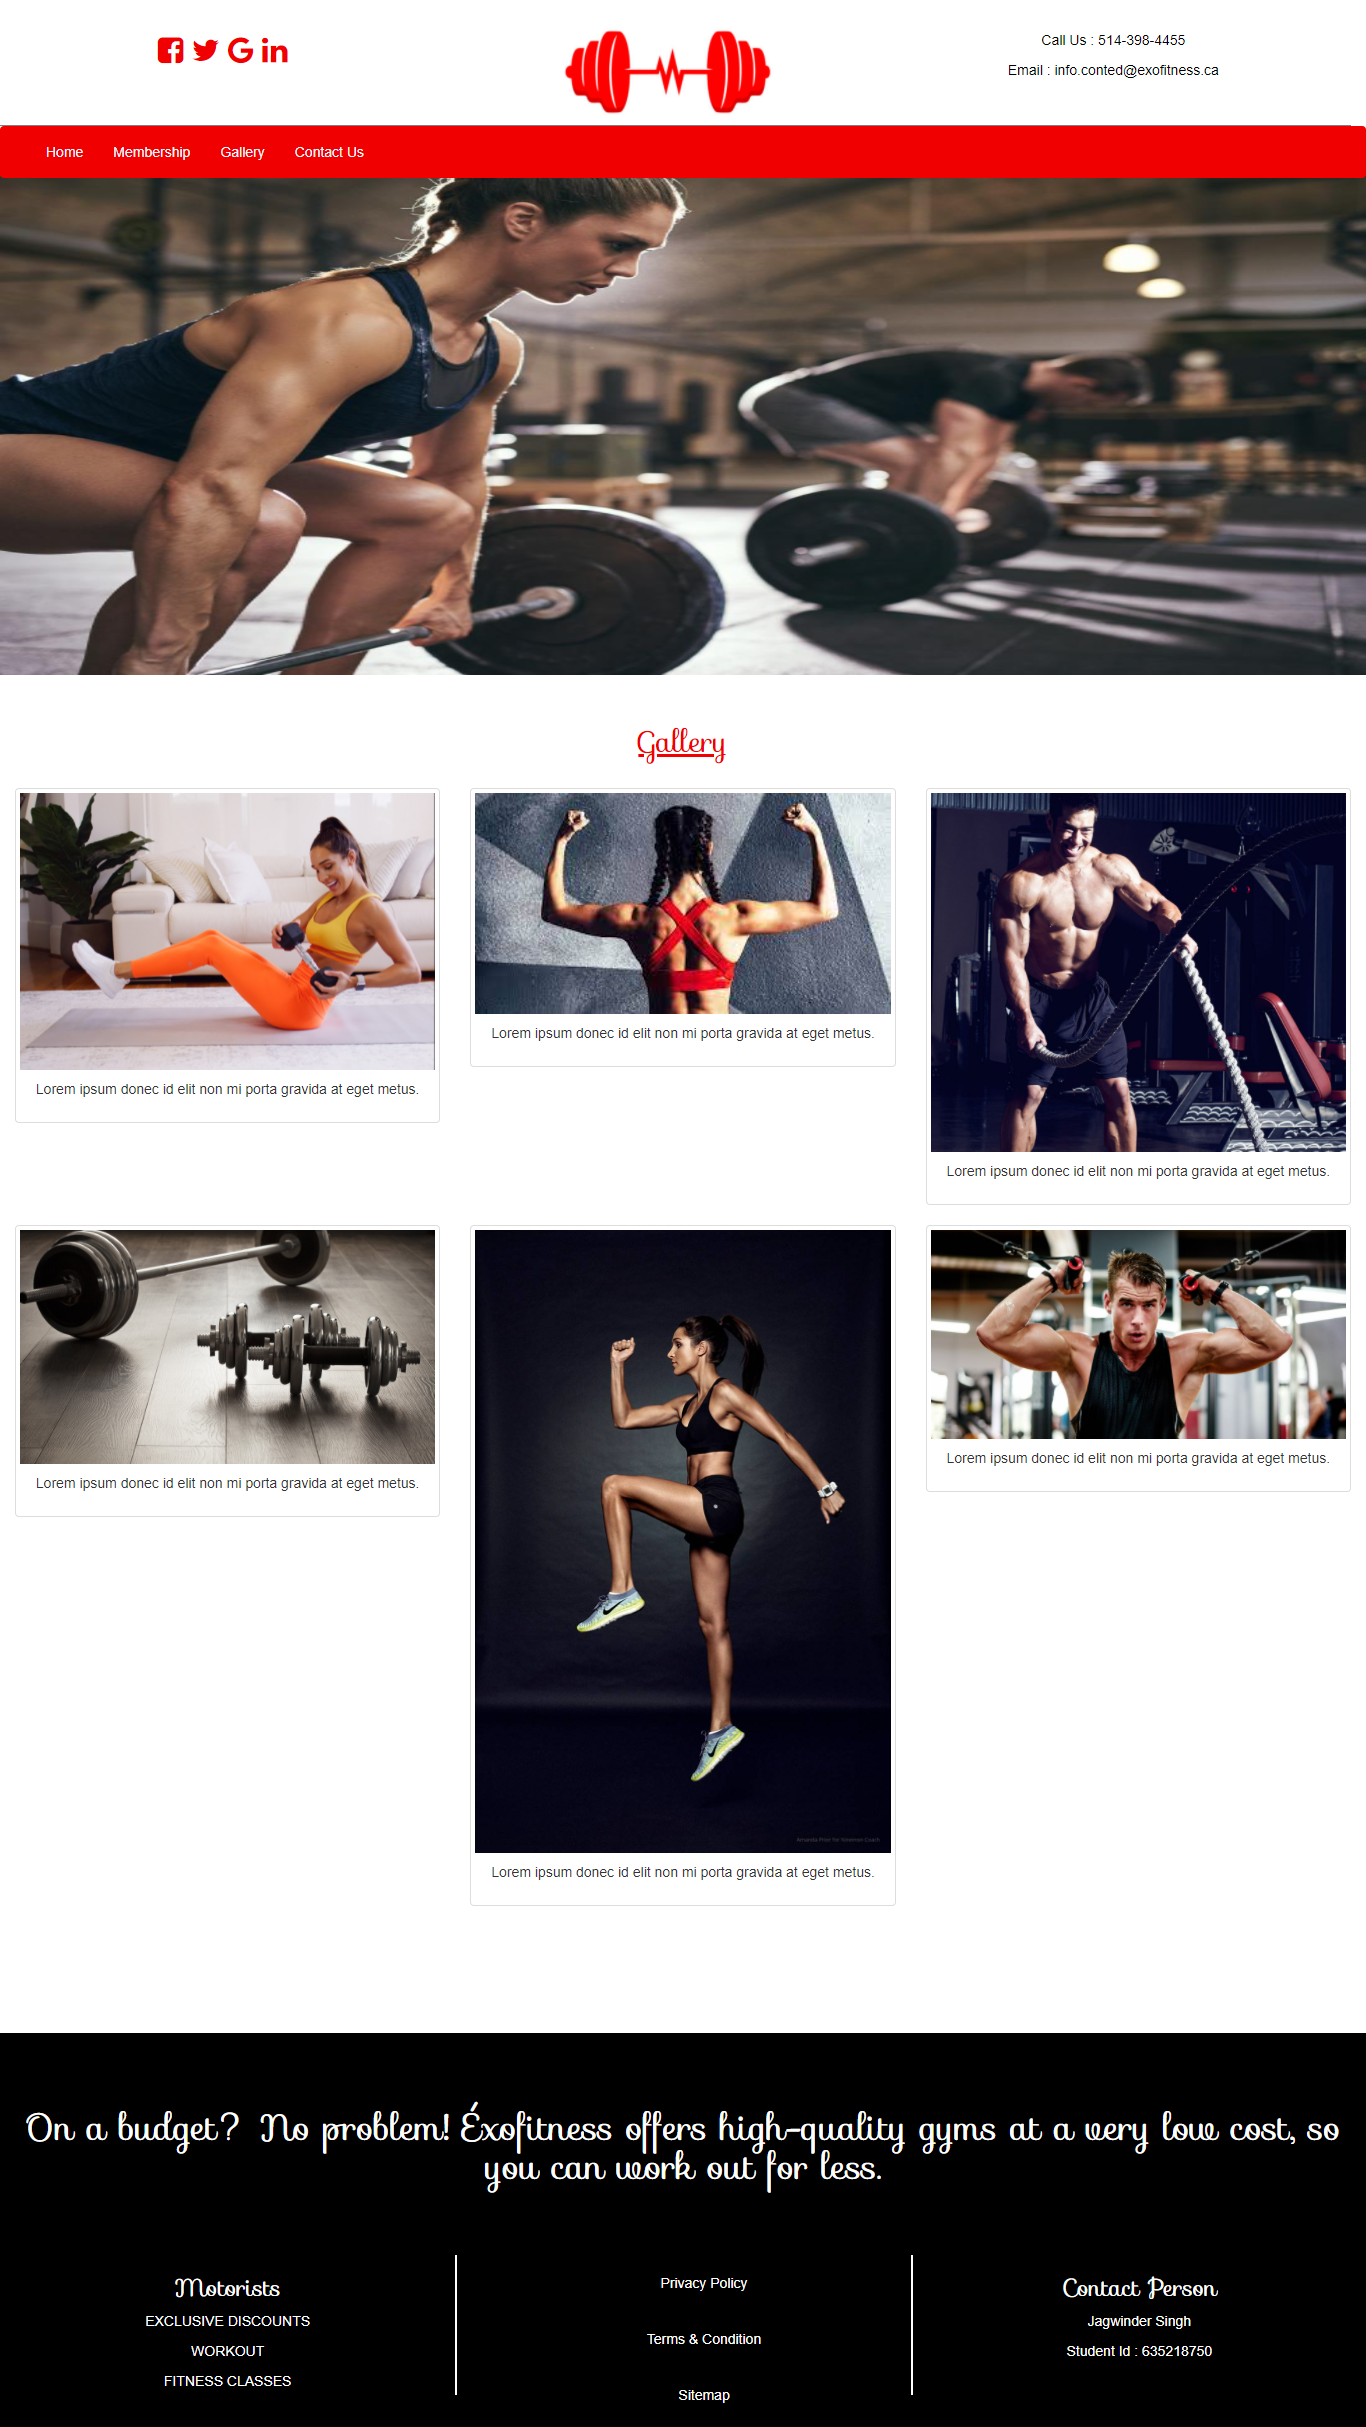 Call Us : 514-398-4455
Email : info.conted@exofitness.ca
Home Membership Gallery Contact Us
Gallery
Lorem ipsum donec id elit non mi porta gravida at eget metus.
Lorem ipsum donec id elit non mi porta gravida at eget metus.
Lorem ipsum donec id elit non mi porta gravida at eget metus.
Lorem ipsum donec id elit non mi porta gravida at eget metus.
Lorem ipsum donec id elit non mi porta gravida at eget metus.
Lorem ipsum donec id elit non mi porta gravida at eget metus.
On a budget? No problem! Éxofitness offers high-quality gyms at a very low cost, so
you can work out for less.
Motorists
EXCLUSIVE DISCOUNTS
WORKOUT
FITNESS CLASSES
Privacy Policy
Terms & Condition
Sitemap
Contact Person
Jagwinder Singh
Student Id : 635218750